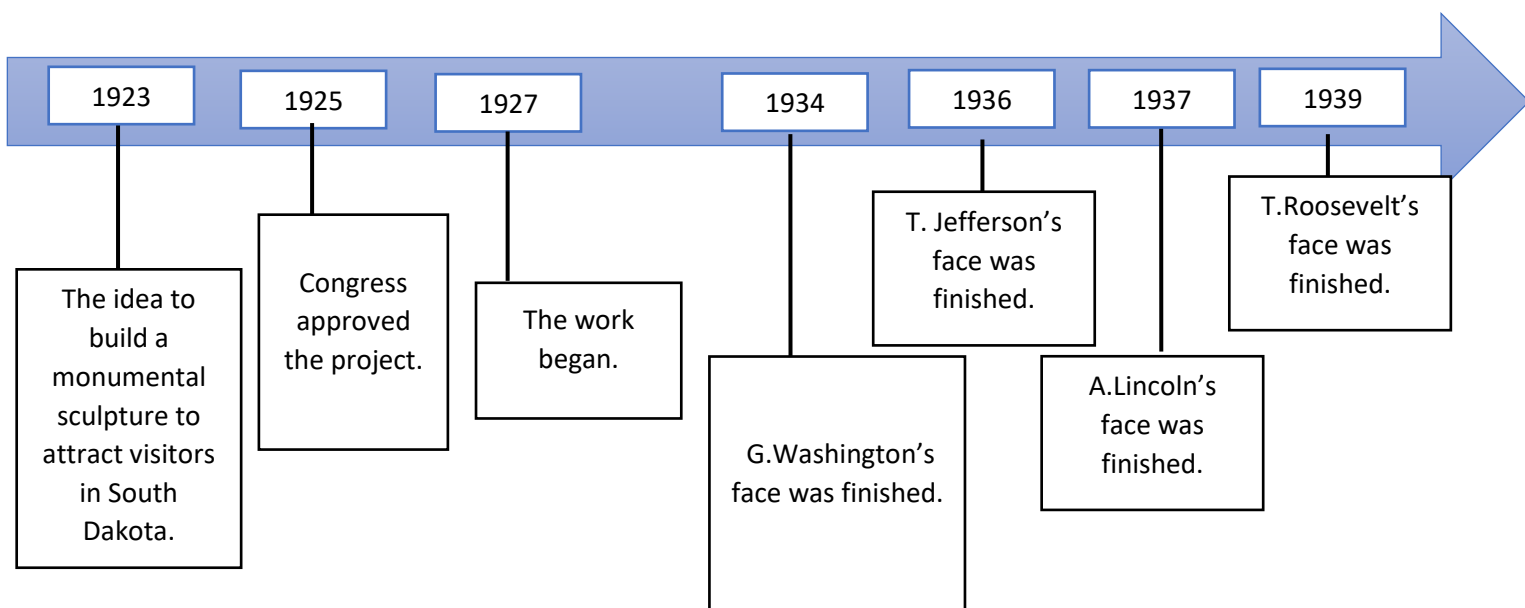 1923
1925
1927
1934
1936
1937
1939
The idea to
build a
monumental
sculpture to
attract visitors
in South
Dakota.
Congress
approved
the project.
The work
began.
G.Washington’s
face was finished.
T. Jefferson’s
face was
finished.
A.Lincoln’s
face was
finished.
T.Roosevelt’s
face was
finished.